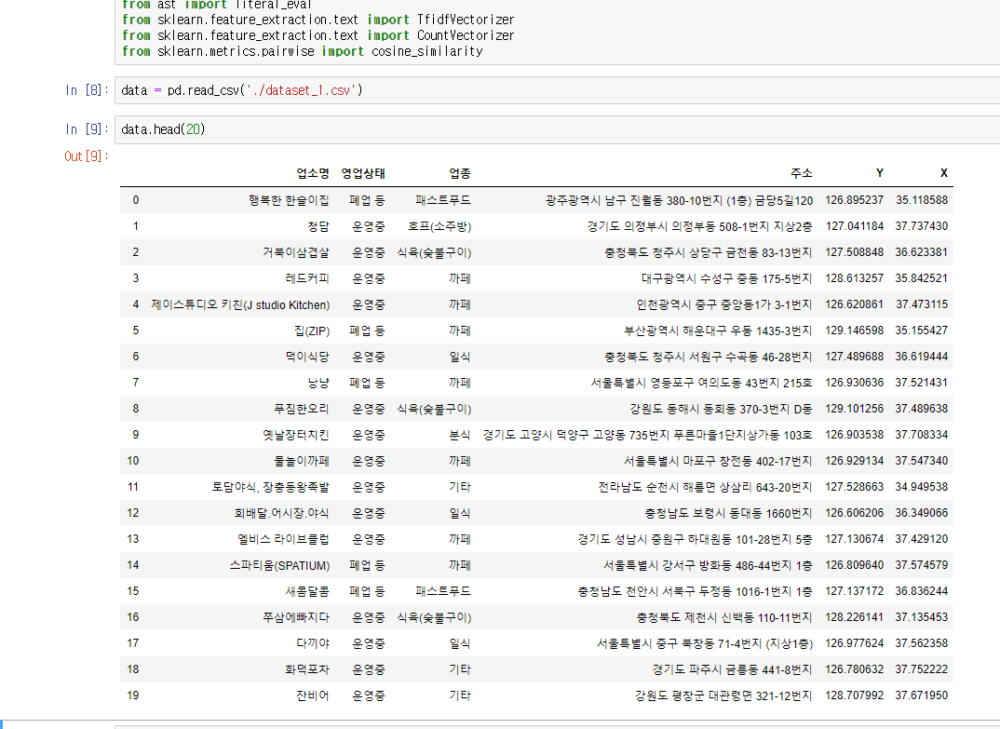 from ast import literal_eval
from sklearn.feature_extraction.text import TfidfVectorizer
from sklearn.feature_extraction.text import CountVectorizer
from sklearn.metrics.pairwise import cosine_similarity
In [8]: data = pd.read_csv('./dataset_1.csv')
In [9]: data.head(20)
Out[9]:
업소명 영업상태 업종 주소 Y X
0 행복한 한술이집 폐업 등 패스트푸드 광주광역시 남구 진월동 380-10번지 (1층) 금당5길120 126.895237 35.118588
1 청담 운영중 호프(소주방) 경기도 의정부시 의정부동 508-1번지 지상2층 127.041184 37.737430
2 거북이삼겹살 운영중 식육(숯불구이) 충청북도 청주시 상당구 금천동 83-13번지 127.508848 36.623381
3 레드커피 운영중 까페 대구광역시 수성구 중동 175-5번지 128.613257 35.842521
4 제이스튜디오 키친(J studio Kitchen) 운영중 까페 인천광역시 중구 중앙동1가 3-1번지 126.620861 37.473115
5 집(ZIP) 폐업 등 까페 부산광역시 해운대구 우동 1435-3번지 129.146598 35.155427
6 덕이식당 운영중 일식 충청북도 청주시 서원구 수곡동 46-28번지 127.489688 36.619444
7 낭냥 폐업 등 까페 서울특별시 영등포구 여의도동 43번지 215호 126.930636 37.521431
8 푸짐한오리 운영중 식육(숯불구이) 강원도 동해시 동회동 370-3번지 D동 129.101256 37.489638
9 옛날장터치킨 운영중 분식 경기도 고양시 덕양구 고양동 735번지 푸른마을1단지상가동 103호 126.903538 37.708334
10 물놀이까페 운영중 까페 서울특별시 마포구 창전동 402-17번지 126.929134 37.547340
11 토담야식, 장충동왕족발 운영중 기타 전라남도 순천시 해룡면 상삼리 643-20번지 127.528663 34.949538
12 회배달.어시장.야식 운영중 일식 충청남도 보령시 동대동 1660번지 126.606206 36.349066
13 엘비스 라이브클럽 운영중 까페 경기도 성남시 중원구 하대원동 101-28번지 5층 127.130674 37.429120
14 스파티움(SPATIUM) 폐업 등 까페 서울특별시 강서구 방화동 486-44번지 1층 126.809640 37.574579
15 새콤달콤 폐업 등 패스트푸드 충청남도 천안시 서북구 두정동 1016-1번지 1층 127.137172 36.836244
16 쭈삼에빠지다 운영중 식육(숯불구이) 충청북도 제천시 신백동 110-11번지 128.226141 37.135453
17 다끼야 운영중 일식 서울특별시 중구 북창동 71-4번지 (지상1층) 126.977624 37.562358
18 화덕포차 운영중 기타 경기도 파주시 금릉동 441-8번지 126.780632 37.752222
19 잔비어 운영중 기타 강원도 평창군 대관령면 321-12번지 128.707992 37.671950